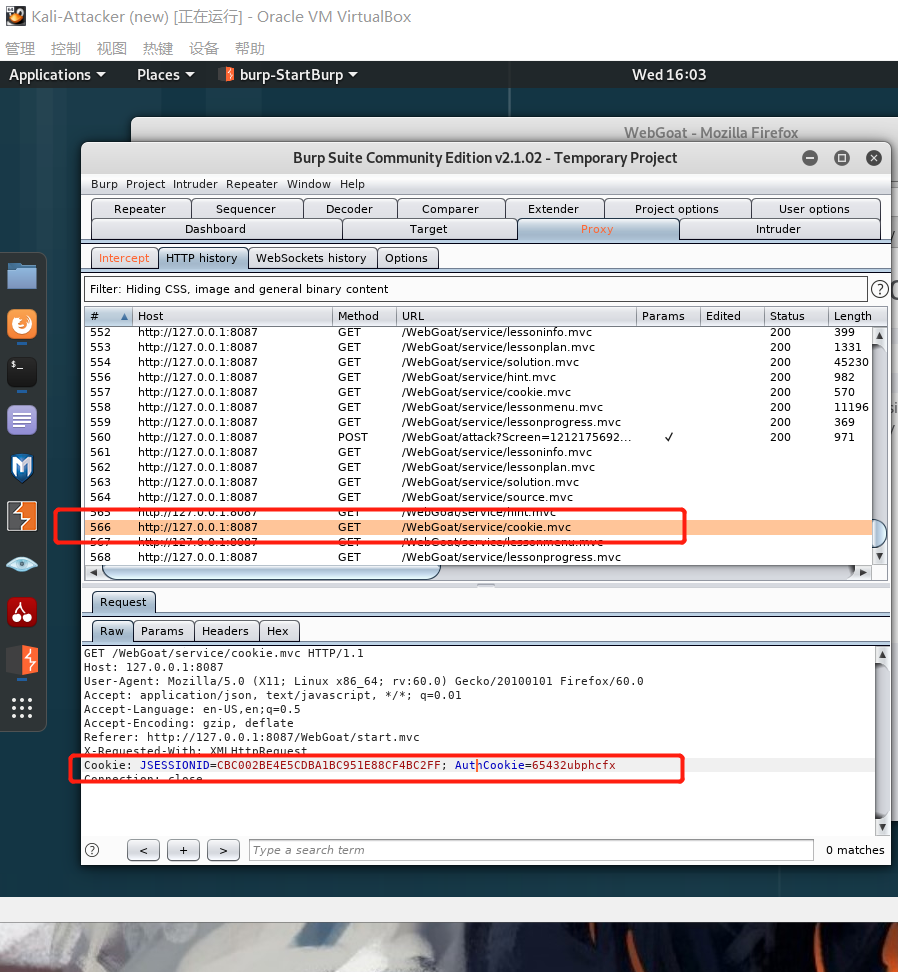 Kali-Attacker (new) [正在运行] - Oracle VM VirtualBox
管理 控制 视图 热键 设备 帮助
Applications Places burp-StartBurp Wed 16:03
WebGoat - Mozilla Firefox
Burp Suite Community Edition v2.1.02 - Temporary Project
Burp Project Intruder Repeater Window Help
Repeater Sequencer Decoder Comparer Extender Project options User options
Dashboard Target Proxy Intruder
Intercept HTTP history WebSockets history Options
Filter: Hiding CSS, image and general binary content ?
# Host Method URL Params Edited Status Length
552 http://127.0.0.1:8087 GET /WebGoat/service/lessoninfo.mvc 200 399
553 http://127.0.0.1:8087 GET /WebGoat/service/lessonplan.mvc 200 1331
554 http://127.0.0.1:8087 GET /WebGoat/service/solution.mvc 200 45230
556 http://127.0.0.1:8087 GET /WebGoat/service/hint.mvc 200 982
557 http://127.0.0.1:8087 GET /WebGoat/service/cookie.mvc 200 570
558 http://127.0.0.1:8087 GET /WebGoat/service/lessonmenu.mvc 200 11196
559 http://127.0.0.1:8087 GET /WebGoat/service/lessonprogress.mvc 200 369
560 http://127.0.0.1:8087 POST /WebGoat/attack?Screen=1212175692... ✓ 200 971
561 http://127.0.0.1:8087 GET /WebGoat/service/lessoninfo.mvc
562 http://127.0.0.1:8087 GET /WebGoat/service/lessonplan.mvc
563 http://127.0.0.1:8087 GET /WebGoat/service/solution.mvc
564 http://127.0.0.1:8087 GET /WebGoat/service/source.mvc
565 http://127.0.0.1:8087 GET /WebGoat/service/hint.mvc
566 http://127.0.0.1:8087 GET /WebGoat/service/cookie.mvc
567 http://127.0.0.1:8087 GET /WebGoat/service/lessonmenu.mvc
568 http://127.0.0.1:8087 GET /WebGoat/service/lessonprogress.mvc
Request
Raw Params Headers Hex
GET /WebGoat/service/cookie.mvc HTTP/1.1
Host: 127.0.0.1:8087
User-Agent: Mozilla/5.0 (X11; Linux x86_64; rv:60.0) Gecko/20100101 Firefox/60.0
Accept: application/json, text/javascript, */*; q=0.01
Accept-Language: en-US,en;q=0.5
Accept-Encoding: gzip, deflate
Referer: http://127.0.0.1:8087/WebGoat/start.mvc
X-Requested-With: XMLHttpRequest
Cookie: JSESSIONID=CBC002BE4E5CDBA1BC951E88CF4BC2FF; AuthCookie=65432ubphcfx
Connection: close
? < + > Type a search term 0 matches